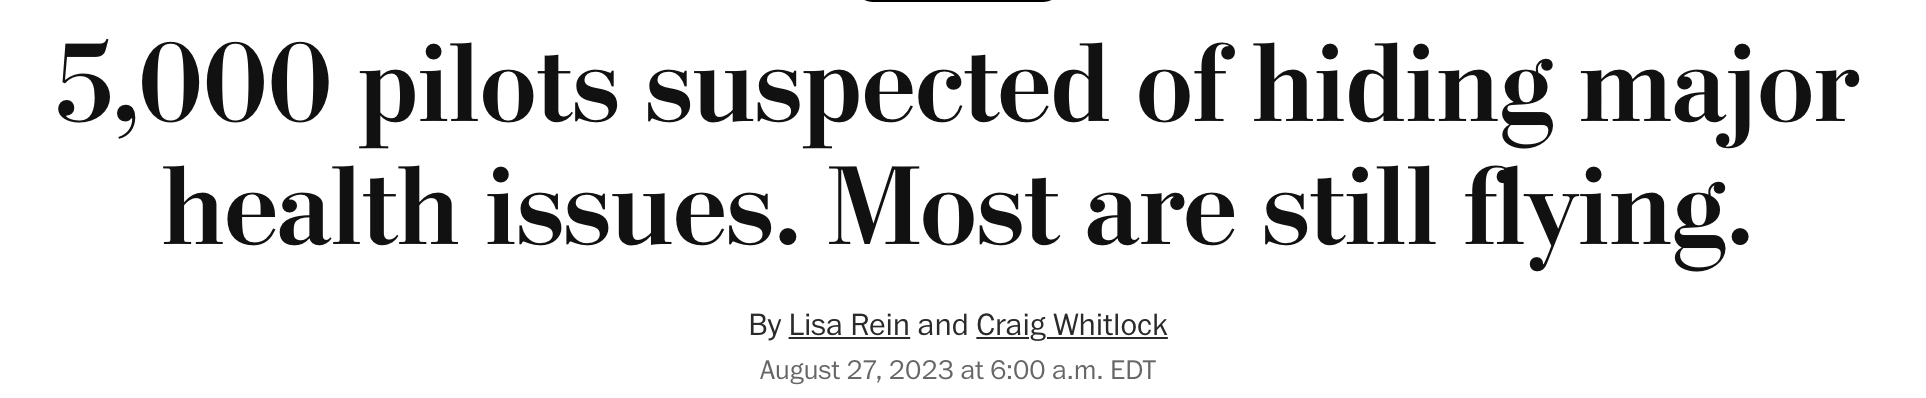 5,000 pilots suspected of hiding major
health issues. Most are still flying.
By Lisa Rein and Craig Whitlock
August 27, 2023 at 6:00 a.m. EDT